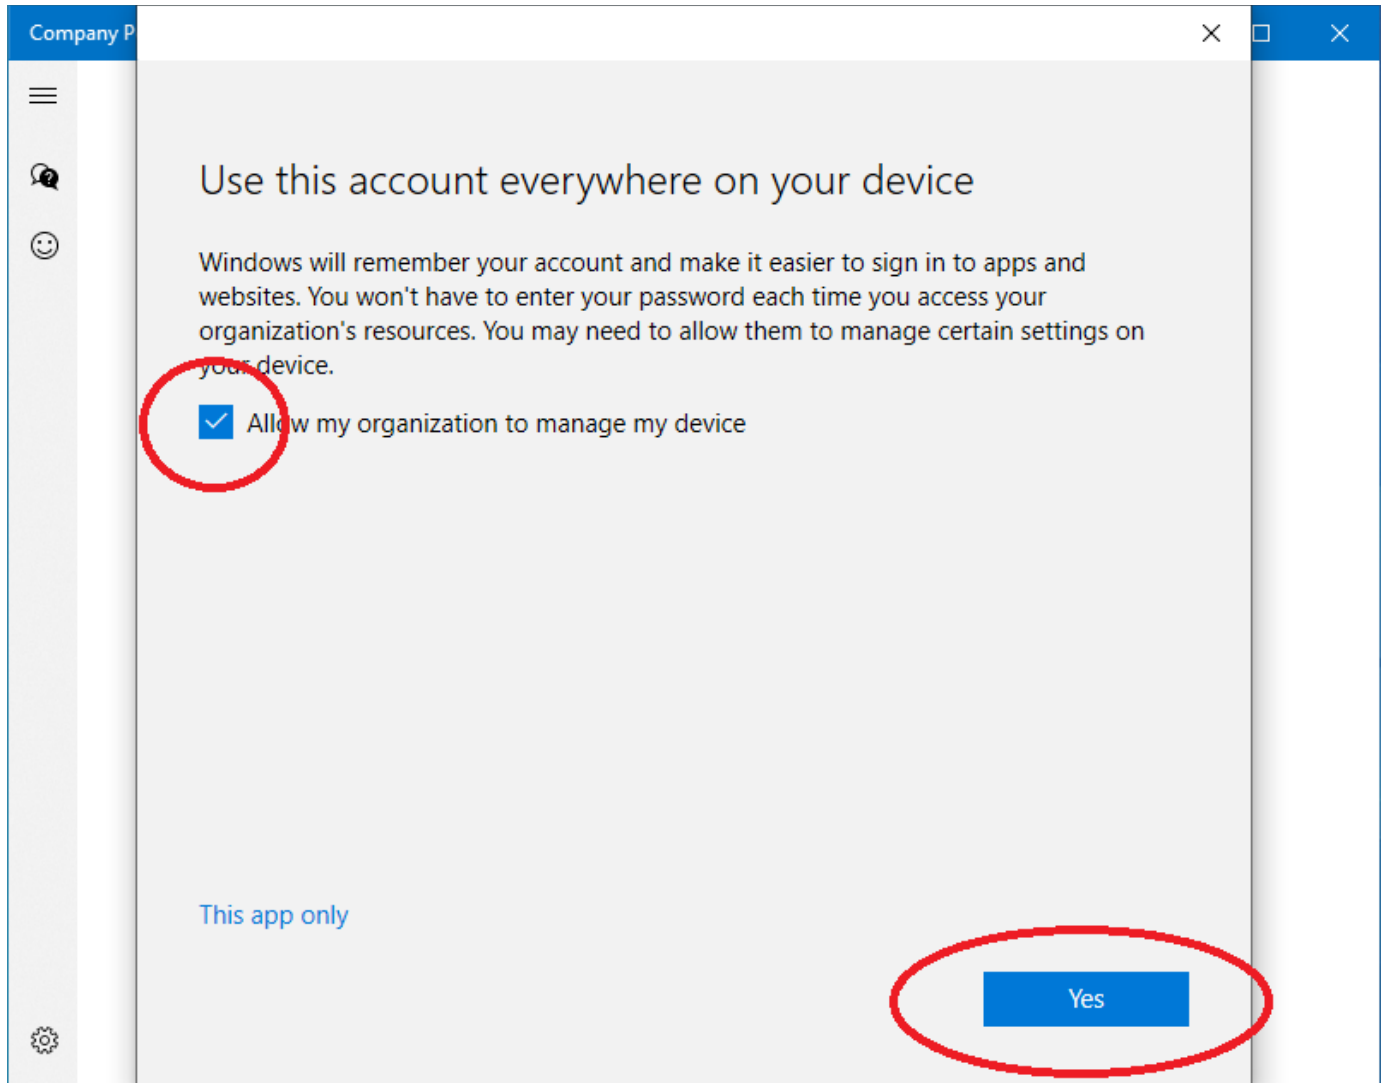 Company P
Use this account everywhere on your device
Windows will remember your account and make it easier to sign in to apps and
websites. You won't have to enter your password each time you access your
organization's resources. You may need to allow them to manage certain settings on
your device.
Allow my organization to manage my device
This app only
Yes